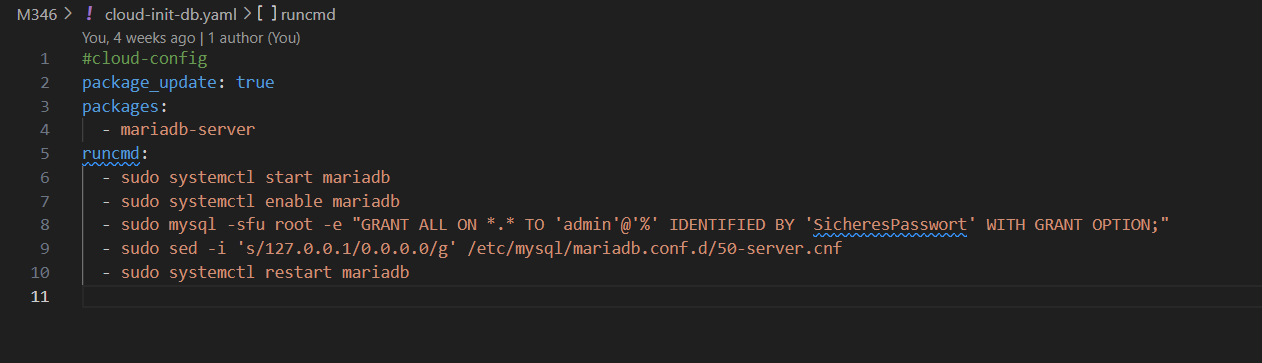 M346 > ! cloud-init-db.yaml > [ ] runcmd
You, 4 weeks ago | 1 author (You)
1 #cloud-config
2 package_update: true
3 packages:
4   - mariadb-server
5 runcmd:
6   - sudo systemctl start mariadb
7   - sudo systemctl enable mariadb
8   - sudo mysql -sfu root -e "GRANT ALL ON *.* TO 'admin'@'%' IDENTIFIED BY 'SicheresPasswort' WITH GRANT OPTION;"
9   - sudo sed -i 's/127.0.0.1/0.0.0.0/g' /etc/mysql/mariadb.conf.d/50-server.cnf
10   - sudo systemctl restart mariadb
11